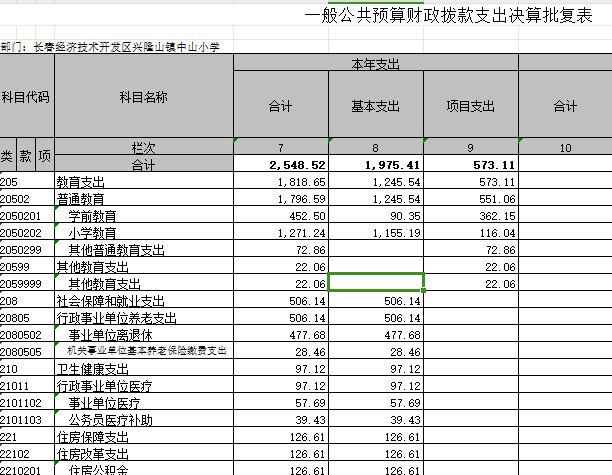 一般公共预算财政拨款支出决算批复表
部门：长春经济技术开发区兴隆山镇中山小学
本年支出
科目代码 科目名称 合计 基本支出 项目支出 合计
类 款 项 栏次 7 8 9 10
合计 2,548.52 1,975.41 573.11
205 教育支出 1,818.65 1,245.54 573.11
20502 普通教育 1,796.59 1,245.54 551.06
2050201 学前教育 452.50 90.35 362.15
2050202 小学教育 1,271.24 1,155.19 116.04
2050299 其他普通教育支出 72.86 72.86
20599 其他教育支出 22.06 22.06
2059999 其他教育支出 22.06 22.06
208 社会保障和就业支出 506.14 506.14
20805 行政事业单位养老支出 506.14 506.14
2080502 事业单位离退休 477.68 477.68
2080505 机关事业单位基本养老保险缴费支出 28.46 28.46
210 卫生健康支出 97.12 97.12
21011 行政事业单位医疗 97.12 97.12
2101102 事业单位医疗 57.69 57.69
2101103 公务员医疗补助 39.43 39.43
221 住房保障支出 126.61 126.61
22102 住房改革支出 126.61 126.61
2210201 住房公积金 126.61 126.61